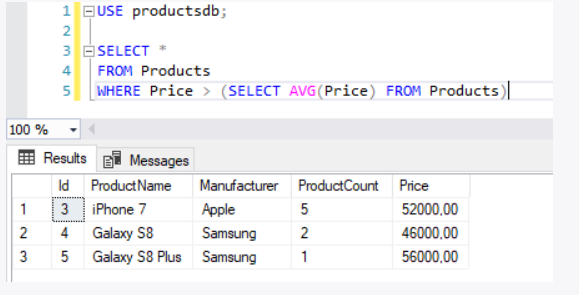 1 USE productsdb;
2
3 SELECT *
4 FROM Products
5 WHERE Price > (SELECT AVG(Price) FROM Products)
100 %
Results Messages
Id ProductName Manufacturer ProductCount Price
1 3 iPhone 7 Apple 5 52000,00
2 4 Galaxy S8 Samsung 2 46000,00
3 5 Galaxy S8 Plus Samsung 1 56000,00